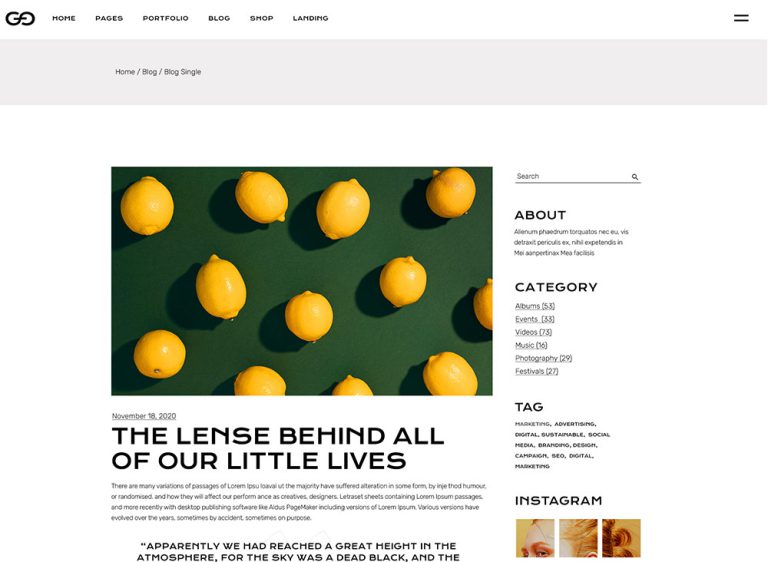 HOME PAGES PORTFOLIO BLOG SHOP LANDING
Home / Blog / Blog Single
November 18, 2020
THE LENSE BEHIND ALL
OF OUR LITTLE LIVES
There are many variations of passages of Lorem Ipsu loavai ut the majority have suffered alteration in some form, by inje thod humour,
or randomised, and how they will affect our perform ance as creatives, designers. Letraset sheets containing Lorem Ipsum passages,
and more recently with desktop publishing software like Aldus PageMaker including versions of Lorem Ipsum. Various versions have
evolved over the years, sometimes by accident, sometimes on purpose.
“APPARENTLY WE HAD REACHED A GREAT HEIGHT IN THE
ATMOSPHERE, FOR THE SKY WAS A DEAD BLACK, AND THE
Search
ABOUT
Alienum phaedrum torquatos nec eu, vis
detraxit periculis ex, nihil expetendis in
Mei aanpertinax Mea facilisis
CATEGORY
Albums (53)
Events (33)
Videos (73)
Music (16)
Photography (29)
Festivals (27)
TAG
MARKETING, ADVERTISING,
DIGITAL, SUSTAINABLE, SOCIAL
MEDIA, BRANDING, DESIGN,
CAMPAIGN, SEO, DIGITAL,
MARKETING
INSTAGRAM